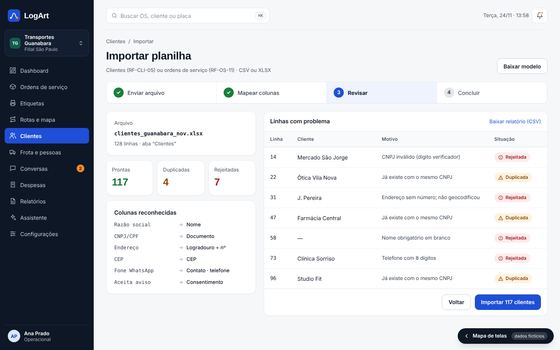 LogArt
Transportes
Guanabara
Filial São Paulo
TG
Dashboard
Ordens de serviço
Etiquetas
Rotas e mapa
Clientes
Frota e pessoas
Conversas
2
Despesas
Relatórios
Assistente
Configurações
AP
Ana Prado
Operacional
Buscar OS, cliente ou placa
⌘K
Terça, 24/11 · 13:58
Clientes / Importar
Importar planilha
Clientes (RF-CLI-05) ou ordens de serviço (RF-OS-11) · CSV ou XLSX
Baixar modelo
Enviar arquivo
Mapear colunas
3 Revisar
4 Concluir
Arquivo
clientes_guanabara_nov.xlsx
128 linhas · aba "Clientes"
Prontas
117
Duplicadas
4
Rejeitadas
7
Colunas reconhecidas
Razão social → Nome
CNPJ/CPF → Documento
Endereço → Logradouro + nº
CEP → CEP
Fone WhatsApp → Contato · telefone
Aceita aviso → Consentimento
Linhas com problema
Baixar relatório (CSV)
Linha Cliente Motivo Situação
14 Mercado São Jorge CNPJ inválido (dígito verificador) Rejeitada
22 Ótica Vila Nova Já existe com o mesmo CNPJ Duplicada
31 J. Pereira Endereço sem número; não geocodificou Rejeitada
47 Farmácia Central Já existe com o mesmo CNPJ Duplicada
58 — Nome obrigatório em branco Rejeitada
73 Clínica Sorriso Telefone com 8 dígitos Rejeitada
96 Studio Fit Já existe com o mesmo CNPJ Duplicada
Voltar
Importar 117 clientes
Mapa de telas
dados fictícios